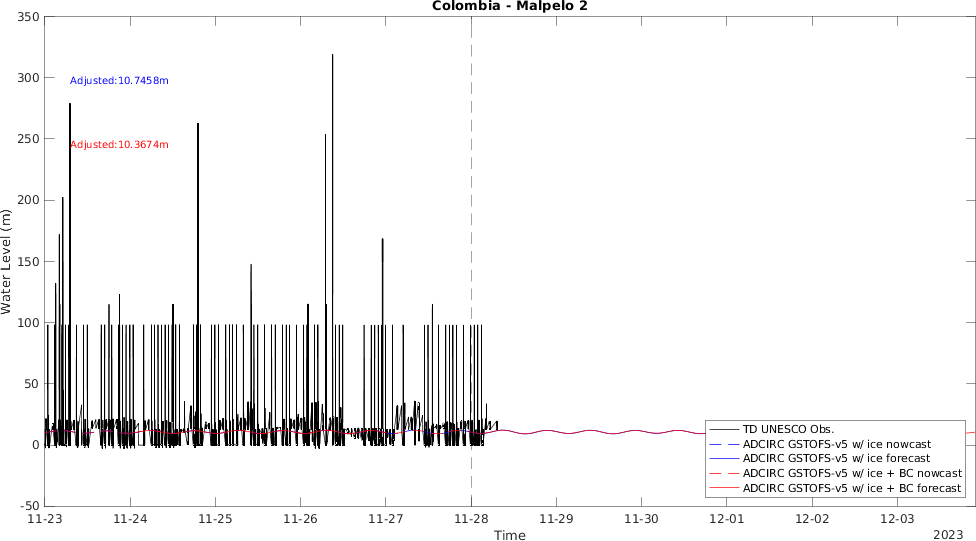 Colombia - Malpelo 2
350
300
250
200
150
100
50
0
-50
Water Level (m)
Adjusted:10.7458m
Adjusted:10.3674m
TD UNESCO Obs.
ADCIRC GSTOFS-v5 w/ ice nowcast
ADCIRC GSTOFS-v5 w/ ice forecast
ADCIRC GSTOFS-v5 w/ ice + BC nowcast
ADCIRC GSTOFS-v5 w/ ice + BC forecast
11-23 11-24 11-25 11-26 11-27 11-28 11-29 11-30 12-01 12-02 12-03
Time
2023